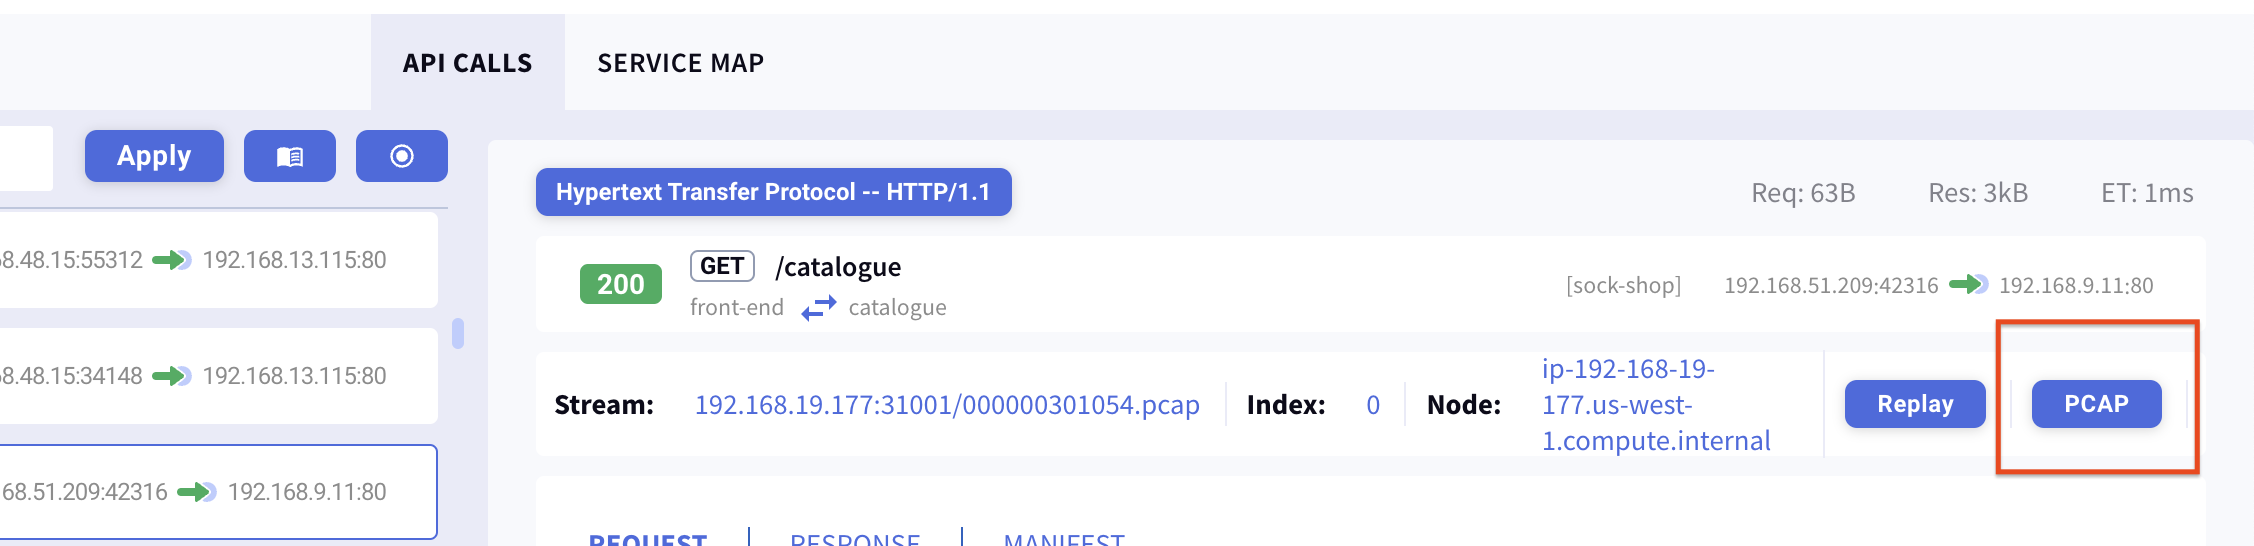 API CALLS SERVICE MAP
Apply
Hypertext Transfer Protocol -- HTTP/1.1 Req: 63B Res: 3kB ET: 1ms
8.48.15:55312 192.168.13.115:80
200 GET /catalogue
front-end catalogue
[sock-shop] 192.168.51.209:42316 192.168.9.11:80
8.48.15:34148 192.168.13.115:80
Stream: 192.168.19.177:31001/000000301054.pcap Index: 0 Node:
ip-192-168-19-
177.us-west-
1.compute.internal
Replay PCAP
68.51.209:42316 192.168.9.11:80
REQUEST RESPONSE MANIFEST